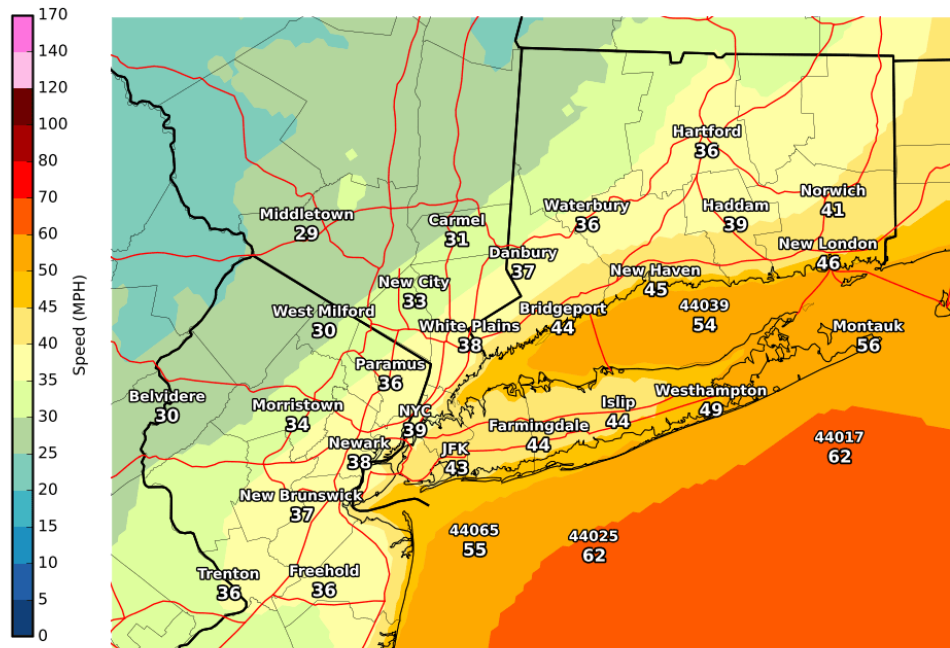 170
140
120
100
80
70
60
50
45
40
35
30
25
20
15
10
5
0
Speed (MPH)
Hartford
36
Middletown
29
Carmel
31
Waterbury
36
Haddam
39
Norwich
41
Danbury
37
New London
46
New City
33
New Haven
45
West Milford
30
White Plains
38
Bridgeport
44
44039
54
Montauk
56
Paramus
36
Belvidere
30
Morristown
34
NYC
39
Islip
44
Westhampton
49
Farmingdale
44
Newark
38
JFK
43
44017
62
New Brunswick
37
44065
55
44025
62
Trenton
36
Freehold
36